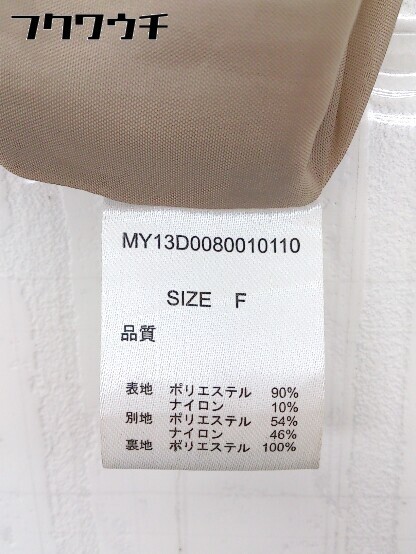 フクワウチ
MY13D0080010110
SIZE F
品質
表地 ポリエステル 90%
ナイロン 10%
別地 ポリエステル 54%
ナイロン 46%
裏地 ポリエステル 100%